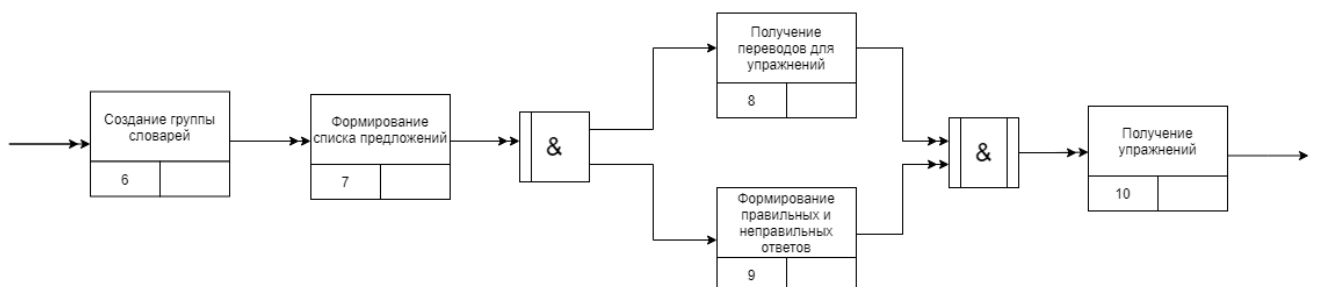 Создание группы
словарей
6
Формирование
списка предложений
7
&
Получение
переводов для
упражнений
8
Формирование
правильных и
неправильных
ответов
9
&
Получение
упражнений
10